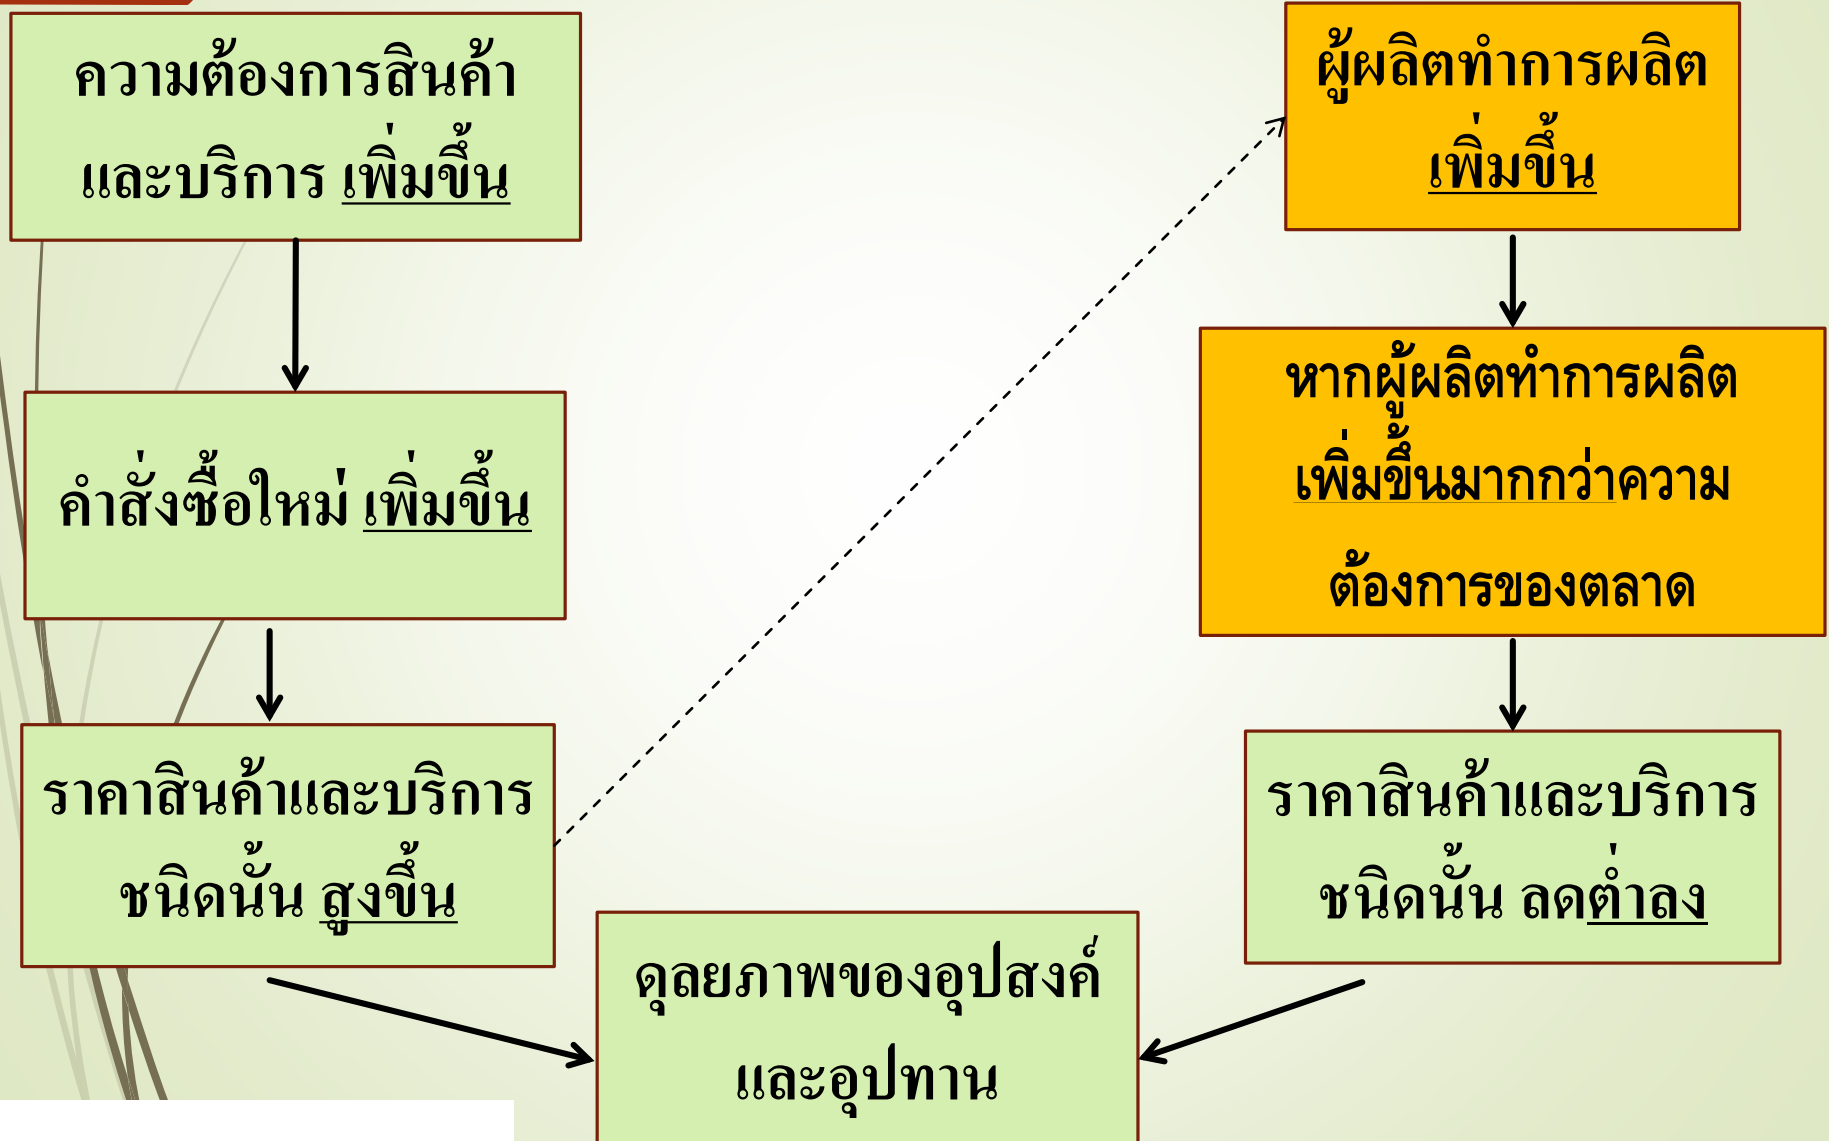 ความต้องการสินค้า
และบริการ เพิ่มขึ้น
คำสั่งซื้อใหม่ เพิ่มขึ้น
ราคาสินค้าและบริการ
ชนิดนั้น สูงขึ้น
ผู้ผลิตทำการผลิต
เพิ่มขึ้น
หากผู้ผลิตทำการผลิต
เพิ่มขึ้นมากกว่าความ
ต้องการของตลาด
ราคาสินค้าและบริการ
ชนิดนั้น ลดต่ำลง
ดุลยภาพของอุปสงค์
และอุปทาน